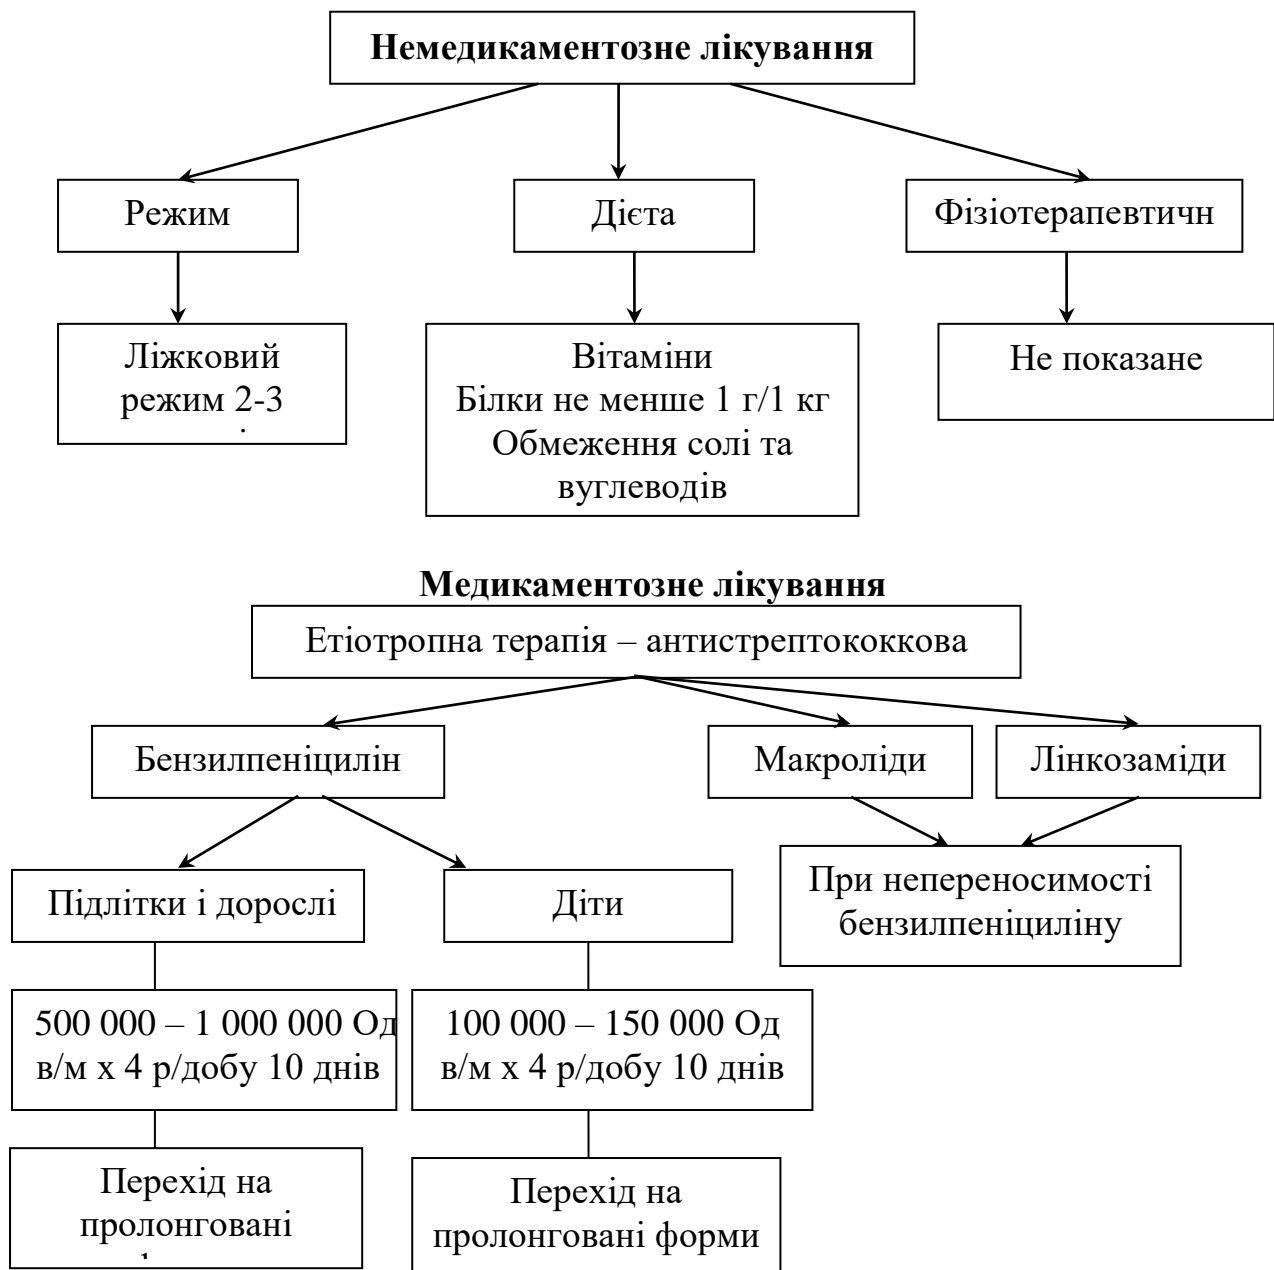 Немедикаментозне лікування
Режим
Дієта
Фізіотерапевтичн
Ліжковий
режим 2-3
Вітаміни
Білки не менше 1 г/1 кг
Обмеження солі та
вуглеводів
Не показане
Медикаментозне лікування
Етіотропна терапія – антистрептококкова
Бензилпеніцилін
Макроліди
Лінкозаміди
Підлітки і дорослі
Діти
При непереносимості
бензилпеніциліну
500 000 – 1 000 000 Од
в/м х 4 р/добу 10 днів
100 000 – 150 000 Од
в/м х 4 р/добу 10 днів
Перехід на
пролонговані
Перехід на
пролонговані форми